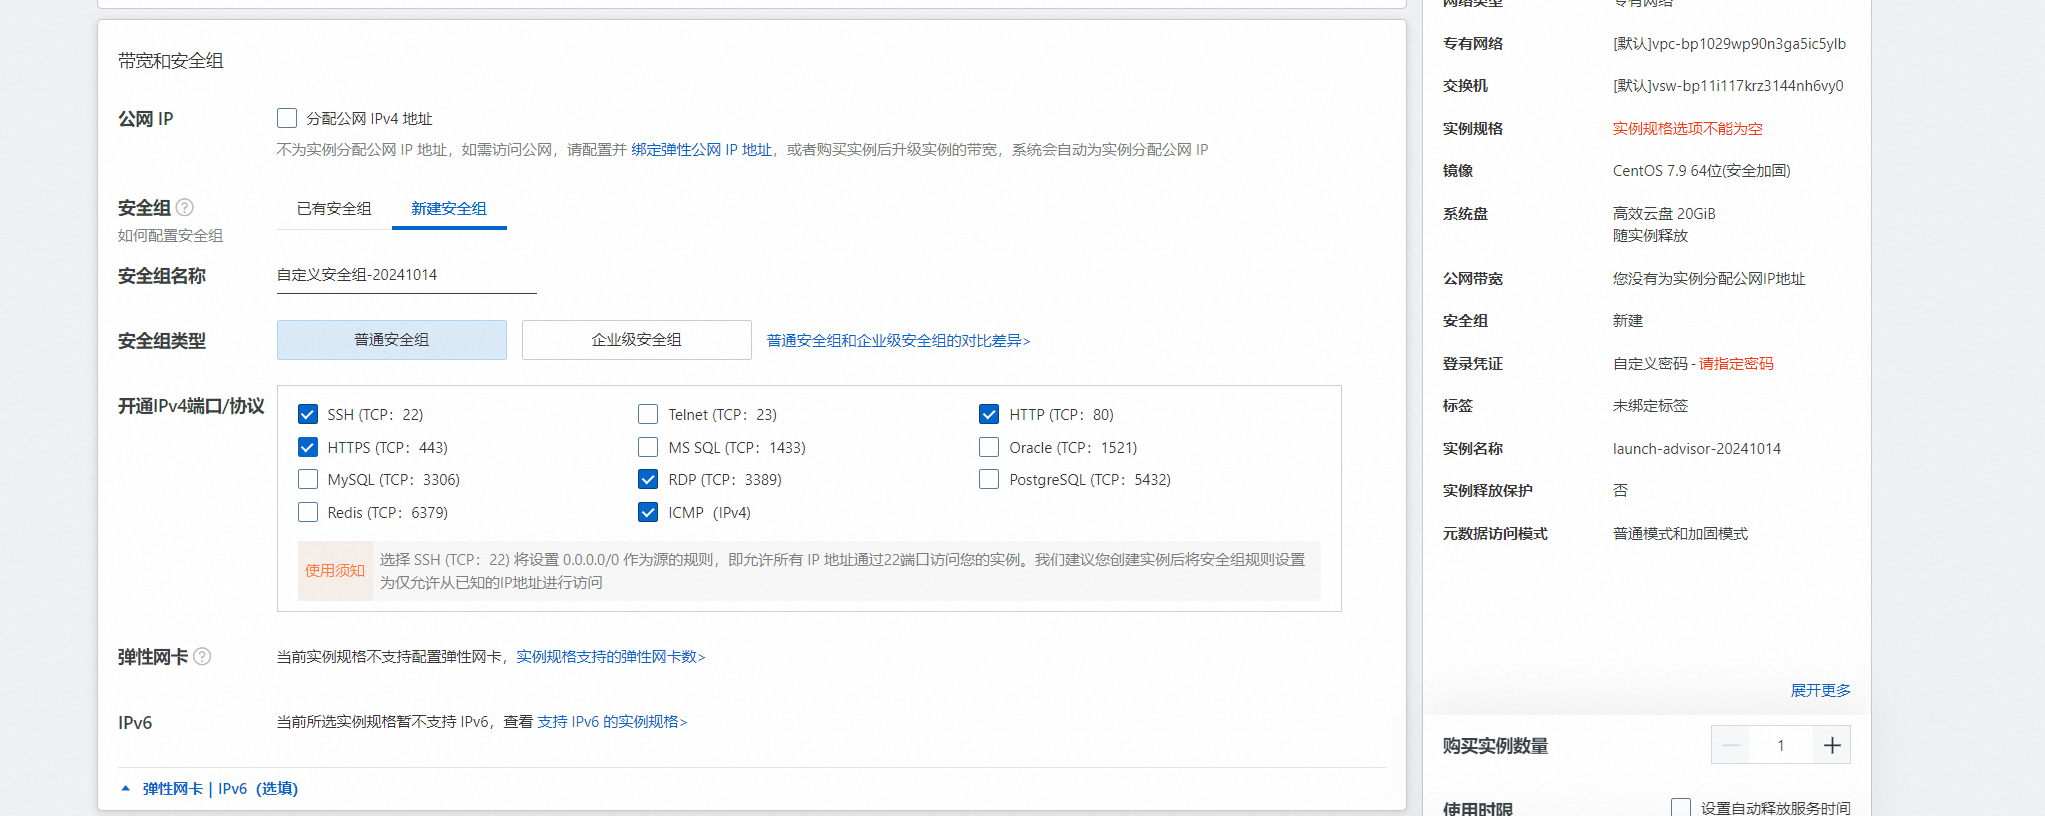 带宽和安全组
公网 IP
分配公网 IPv4 地址
不为实例分配公网 IP 地址，如需访问公网，请配置并 绑定弹性公网 IP 地址，或者购买实例后升级实例的带宽，系统会自动为实例分配公网 IP
安全组
已有安全组
新建安全组
如何配置安全组
安全组名称
自定义安全组-20241014
安全组类型
普通安全组
企业级安全组
普通安全组和企业级安全组的对比差异>
开通IPv4端口/协议
SSH (TCP：22)
Telnet (TCP：23)
HTTP (TCP：80)
HTTPS (TCP：443)
MS SQL (TCP：1433)
Oracle (TCP：1521)
MySQL (TCP：3306)
RDP (TCP：3389)
PostgreSQL (TCP：5432)
Redis (TCP：6379)
ICMP（IPv4）
使用须知
选择 SSH (TCP：22) 将设置 0.0.0.0/0 作为源的规则，即允许所有 IP 地址通过22端口访问您的实例。我们建议您创建实例后将安全组规则设置
为仅允许从已知的IP地址进行访问
弹性网卡
当前实例规格不支持配置弹性网卡，实例规格支持的弹性网卡数>
IPv6
当前所选实例规格暂不支持 IPv6，查看 支持 IPv6 的实例规格>
弹性网卡 | IPv6（选填）
网络类型
专有网络
专有网络
[默认]vpc-bp1029wp90n3ga5ic5ylb
交换机
[默认]vsw-bp11i117krz3144nh6vy0
实例规格
实例规格选项不能为空
镜像
CentOS 7.9 64位(安全加固)
系统盘
高效云盘 20GiB
随实例释放
公网带宽
您没有为实例分配公网IP地址
安全组
新建
登录凭证
自定义密码 - 请指定密码
标签
未绑定标签
实例名称
launch-advisor-20241014
实例释放保护
否
元数据访问模式
普通模式和加固模式
展开更多
购买实例数量
1
使用时限
设置自动释放服务时间